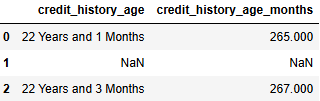 credit_history_age credit_history_age_months
0 22 Years and 1 Months 265.000
1 NaN NaN
2 22 Years and 3 Months 267.000